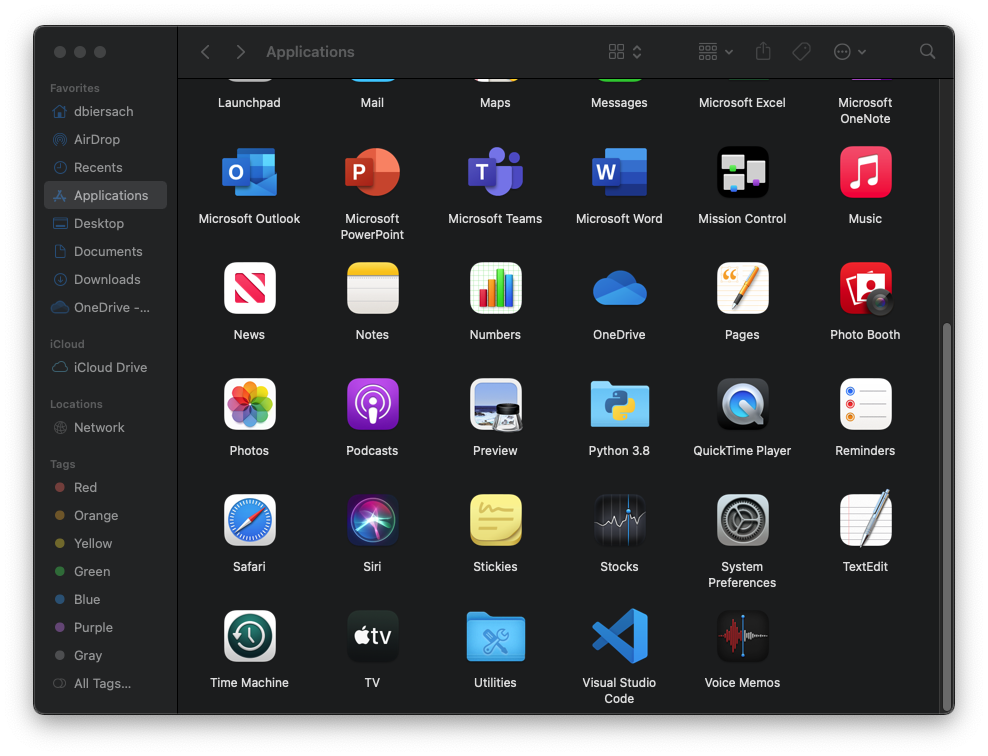 Applications
Favorites
dbiersach
AirDrop
Recents
Applications
Desktop
Documents
Downloads
OneDrive -...
iCloud
iCloud Drive
Locations
Network
Tags
Red
Orange
Yellow
Green
Blue
Purple
Gray
All Tags...
Launchpad
Mail
Maps
Messages
Microsoft Excel
Microsoft
OneNote
O
P
T
W
Microsoft Outlook
Microsoft
PowerPoint
Microsoft Teams
Microsoft Word
Mission Control
Music
News
Notes
Numbers
OneDrive
Pages
Photo Booth
Photos
Podcasts
Preview
Python 3.8
QuickTime Player
Reminders
Safari
Siri
Stickies
Stocks
System
Preferences
TextEdit
tv
Time Machine
TV
Utilities
Visual Studio
Code
Voice Memos